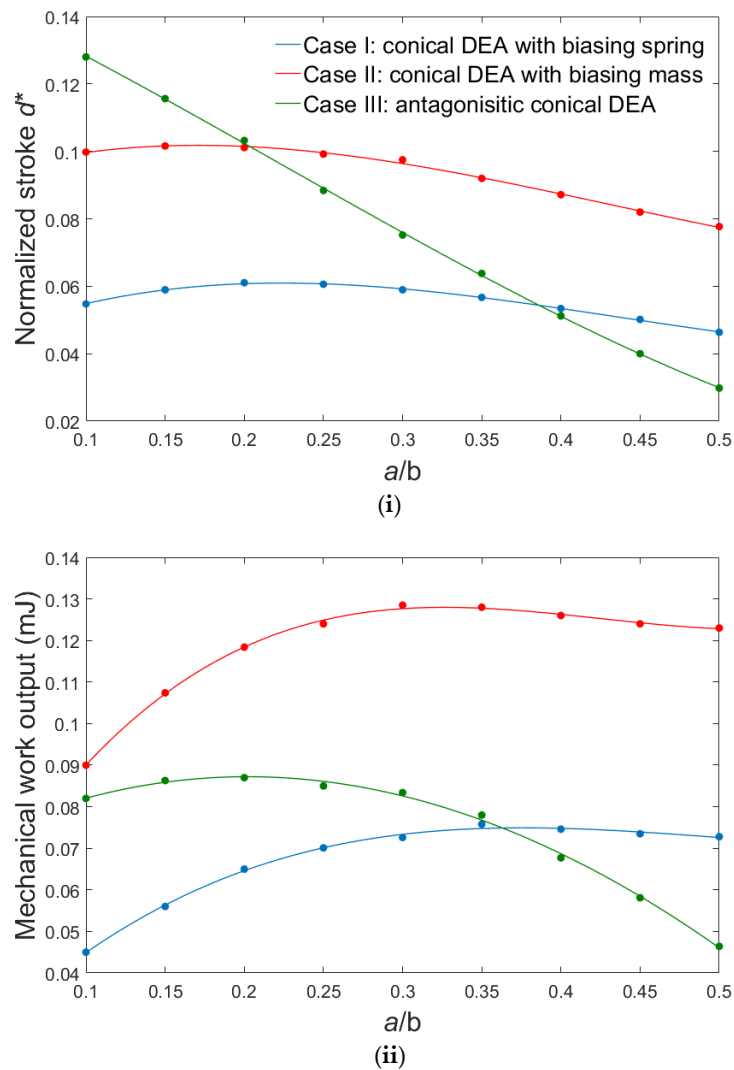 0.14
0.12
0.1
0.08
0.06
0.04
0.02
Normalized stroke d*
Case I: conical DEA with biasing spring
Case II: conical DEA with biasing mass
Case III: antagonisitic conical DEA
0.1 0.15 0.2 0.25 0.3 0.35 0.4 0.45 0.5
a/b
(i)
0.14
0.13
0.12
0.11
0.1
0.09
0.08
0.07
0.06
0.05
0.04
Mechanical work output (mJ)
0.1 0.15 0.2 0.25 0.3 0.35 0.4 0.45 0.5
a/b
(ii)